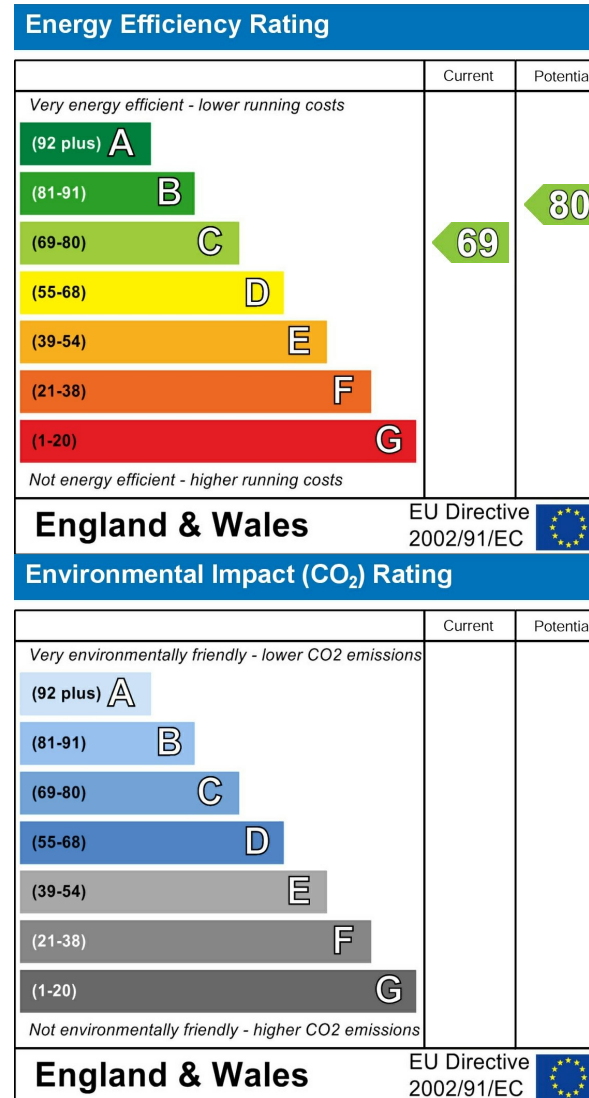 Energy Efficiency Rating
Current Potentia
Very energy efficient - lower running costs
(92 plus) A
(81-91) B
80
(69-80) C
69
(55-68) D
(39-54) E
(21-38) F
(1-20) G
Not energy efficient - higher running costs
England & Wales
EU Directive
2002/91/EC
Environmental Impact (CO₂) Rating
Current Potentia
Very environmentally friendly - lower CO2 emissions
(92 plus) A
(81-91) B
(69-80) C
(55-68) D
(39-54) E
(21-38) F
(1-20) G
Not environmentally friendly - higher CO2 emissions
England & Wales
EU Directive
2002/91/EC